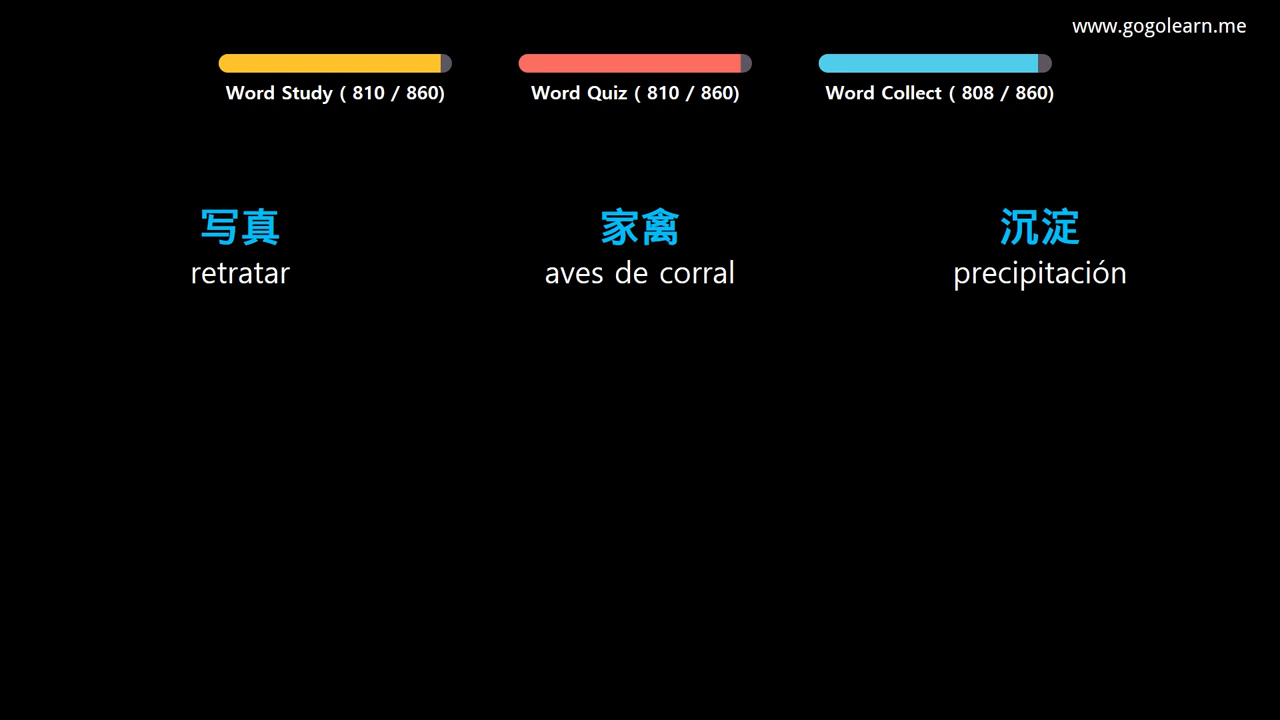 www.gogolearn.me
Word Study ( 810 / 860)
Word Quiz ( 810 / 860)
Word Collect ( 808 / 860)
写真
retratar
家禽
aves de corral
沉淀
precipitación